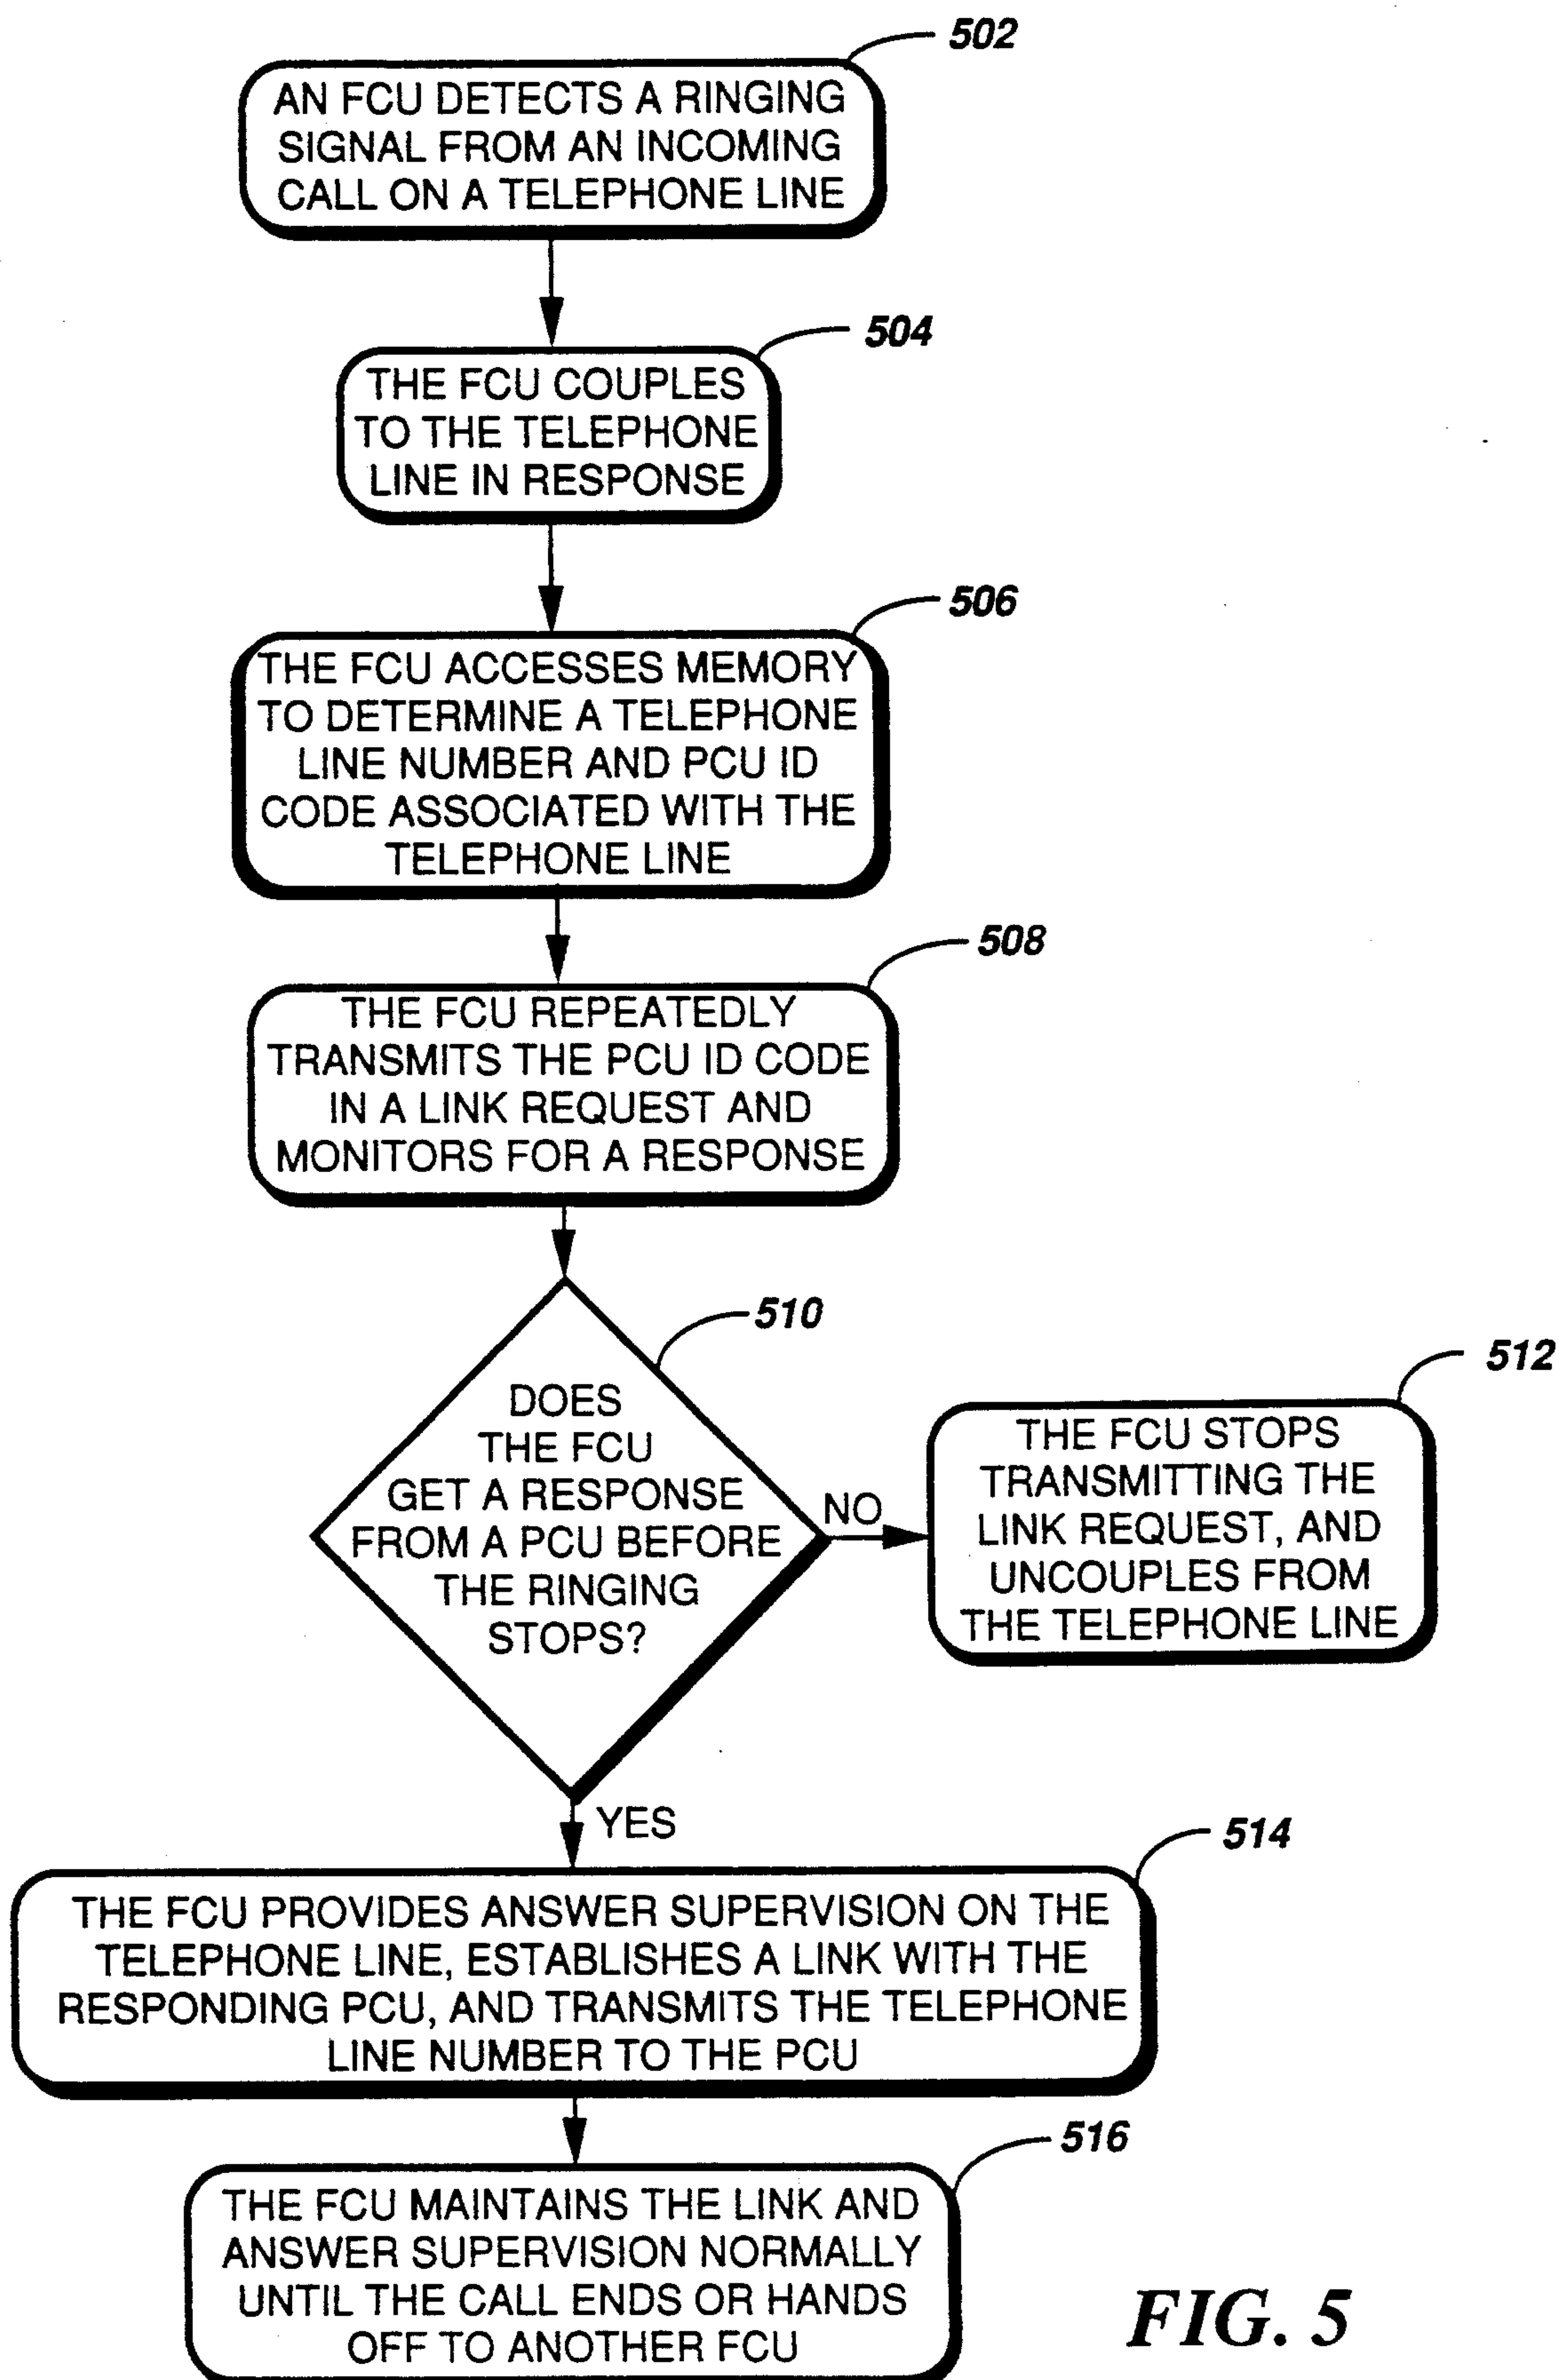 502
AN FCU DETECTS A RINGING
SIGNAL FROM AN INCOMING
CALL ON A TELEPHONE LINE
504
THE FCU COUPLES
TO THE TELEPHONE
LINE IN RESPONSE
506
THE FCU ACCESSES MEMORY
TO DETERMINE A TELEPHONE
LINE NUMBER AND PCU ID
CODE ASSOCIATED WITH THE
TELEPHONE LINE
508
THE FCU REPEATEDLY
TRANSMITS THE PCU ID CODE
IN A LINK REQUEST AND
MONITORS FOR A RESPONSE
510
DOES
THE FCU
GET A RESPONSE
FROM A PCU BEFORE
THE RINGING
STOPS?
NO
512
THE FCU STOPS
TRANSMITTING THE
LINK REQUEST, AND
UNCOUPLES FROM
THE TELEPHONE LINE
YES
514
THE FCU PROVIDES ANSWER SUPERVISION ON THE
TELEPHONE LINE, ESTABLISHES A LINK WITH THE
RESPONDING PCU, AND TRANSMITS THE TELEPHONE
LINE NUMBER TO THE PCU
516
THE FCU MAINTAINS THE LINK AND
ANSWER SUPERVISION NORMALLY
UNTIL THE CALL ENDS OR HANDS
OFF TO ANOTHER FCU
FIG. 5